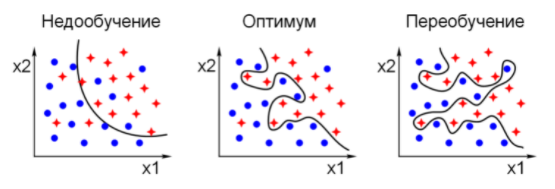 Недообучение
Оптимум
Переобучение
x2
x1
x2
x1
x2
x1